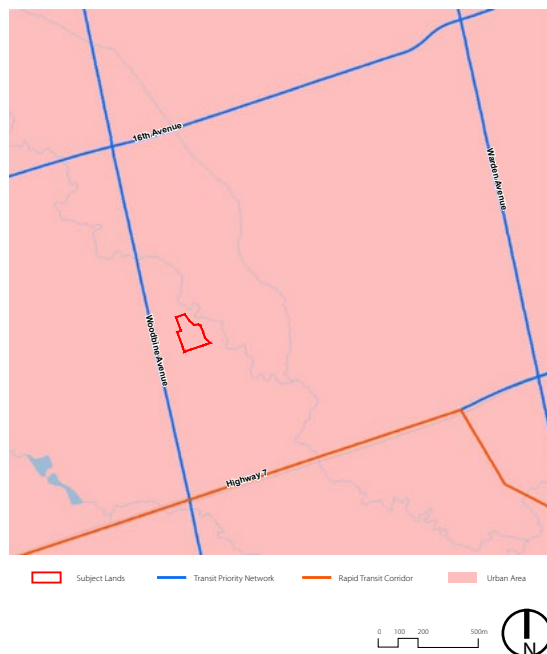 16th Avenue
Warden Avenue
Woodbine Avenue
Highway 7
Subject Lands
Transit Priority Network
Rapid Transit Corridor
Urban Area
0 100 200 500m
N